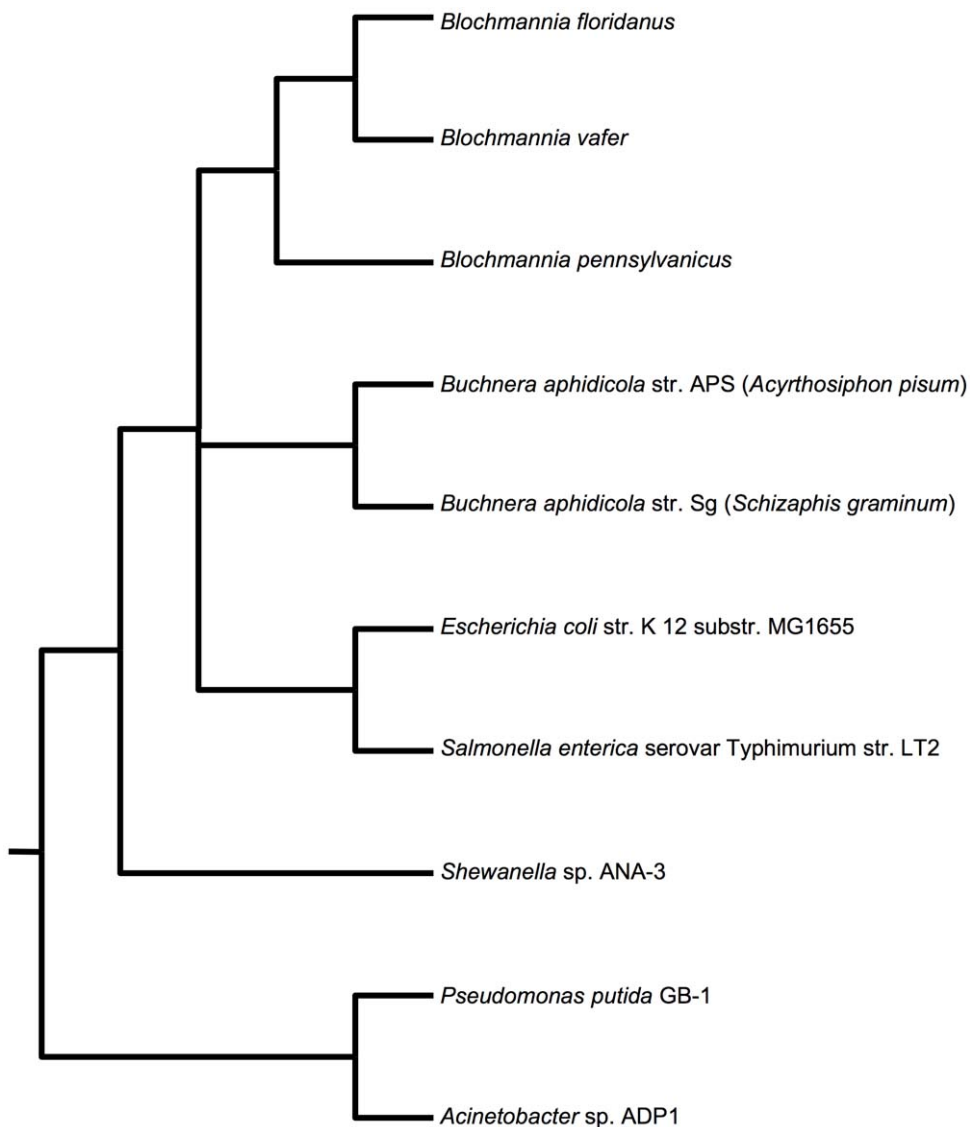 Blochmannia floridanus
Blochmannia vafer
Blochmannia pennsylvanicus
Buchnera aphidicola str. APS (Acyrthosiphon pisum)
Buchnera aphidicola str. Sg (Schizaphis graminum)
Escherichia coli str. K 12 substr. MG1655
Salmonella enterica serovar Typhimurium str. LT2
Shewanella sp. ANA-3
Pseudomonas putida GB-1
Acinetobacter sp. ADP1